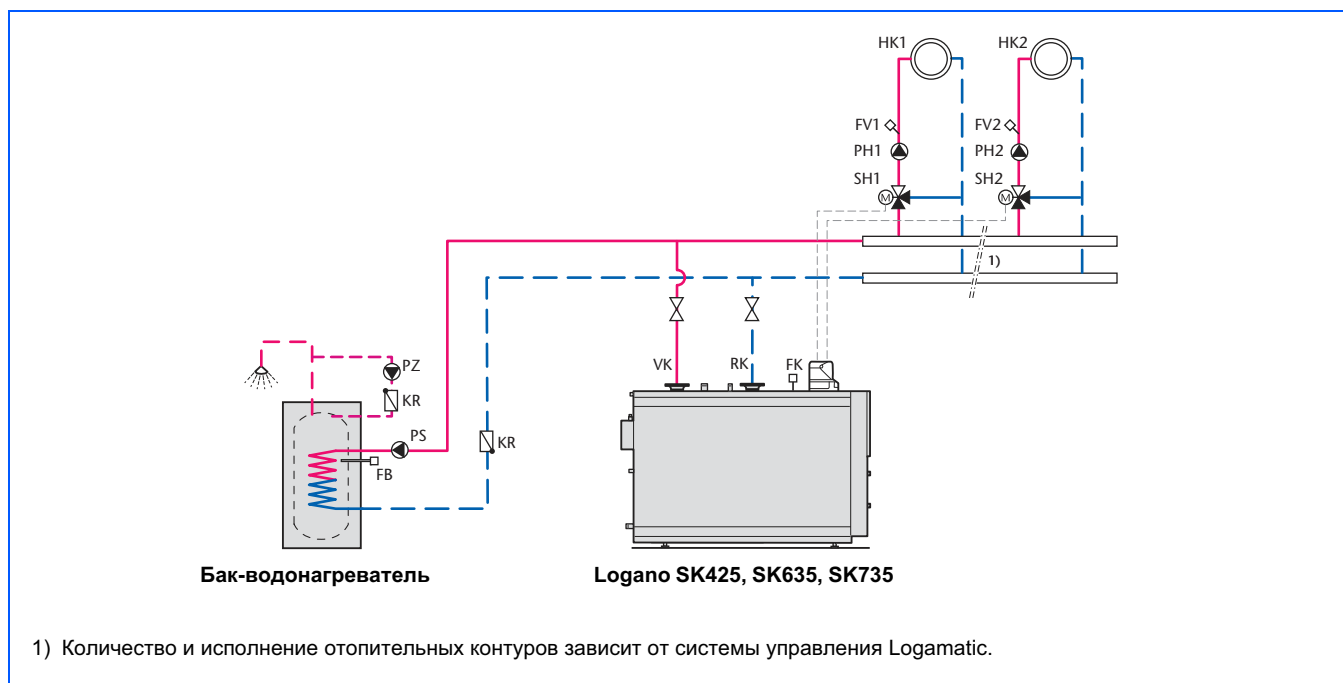 HK1
HK2
FV1
FV2
PH1
PH2
SH1
SH2
M
M
1)
VK
RK
FK
PZ
KR
PS
KR
FB
Бак-водонагреватель
Logano SK425, SK635, SK735
1) Количество и исполнение отопительных контуров зависит от системы управления Logamatic.